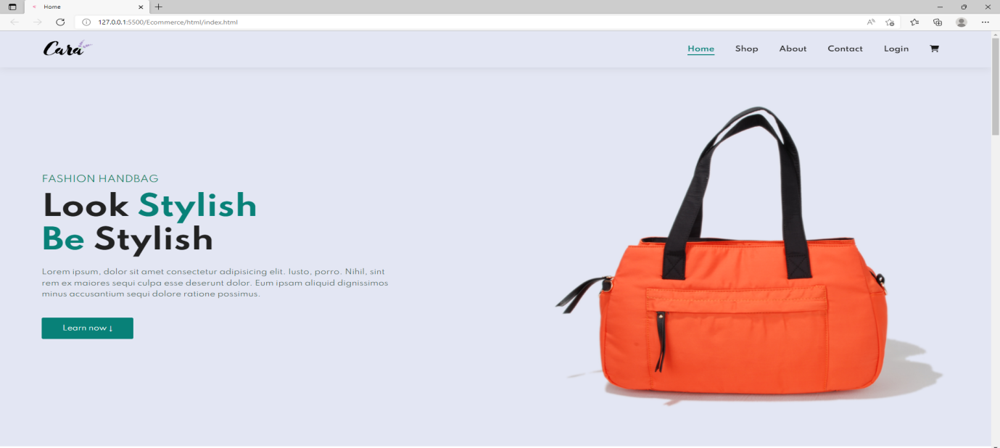 Home
127.0.0.1:5500/Ecommerce/html/index.html
Cara
Home Shop About Contact Login
FASHION HANDBAG
Look Stylish
Be Stylish
Lorem ipsum, dolor sit amet consectetur adipisicing elit. Iusto, porro. Nihil, sint
rem ex maiores sequi culpa esse deserunt dolor. Eum ipsam aliquid dignissimos
minus accusantium sequi dolore ratione possimus.
Learn now ↓